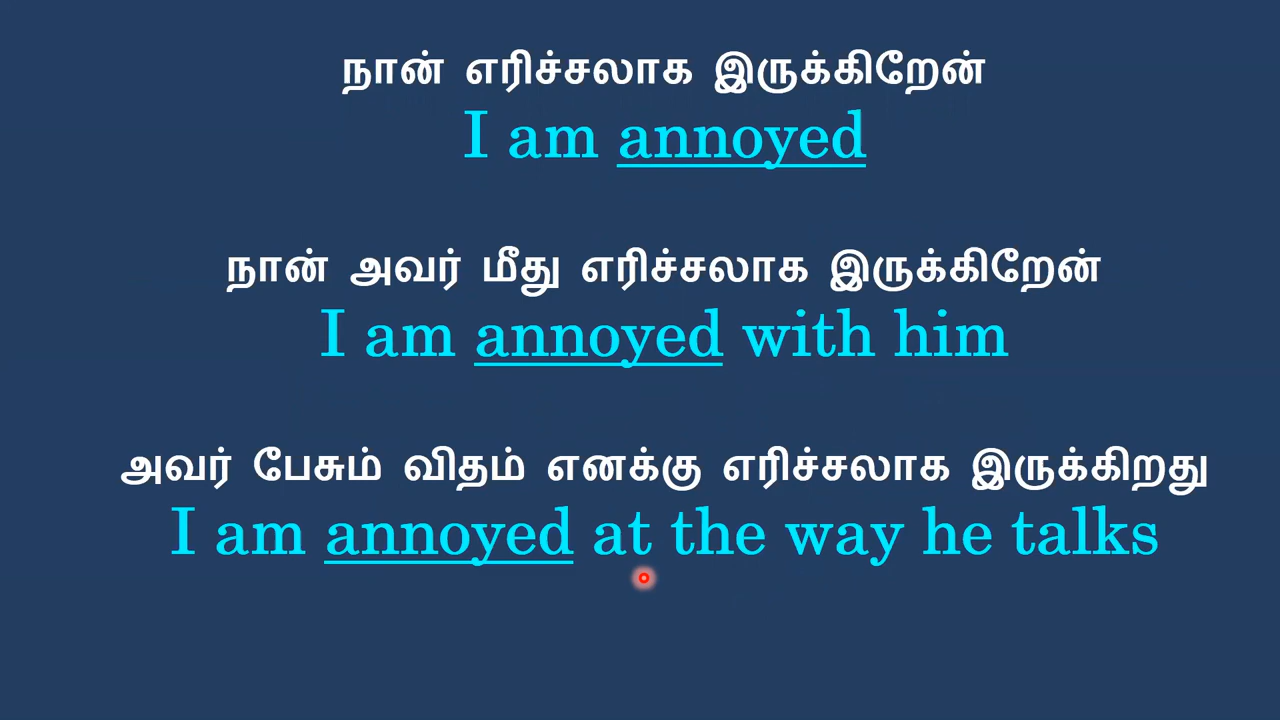 நான் எரிச்சலாக இருக்கிறேன்
I am annoyed
நான் அவர் மீது எரிச்சலாக இருக்கிறேன்
I am annoyed with him
அவர் பேசும் விதம் எனக்கு எரிச்சலாக இருக்கிறது
I am annoyed at the way he talks